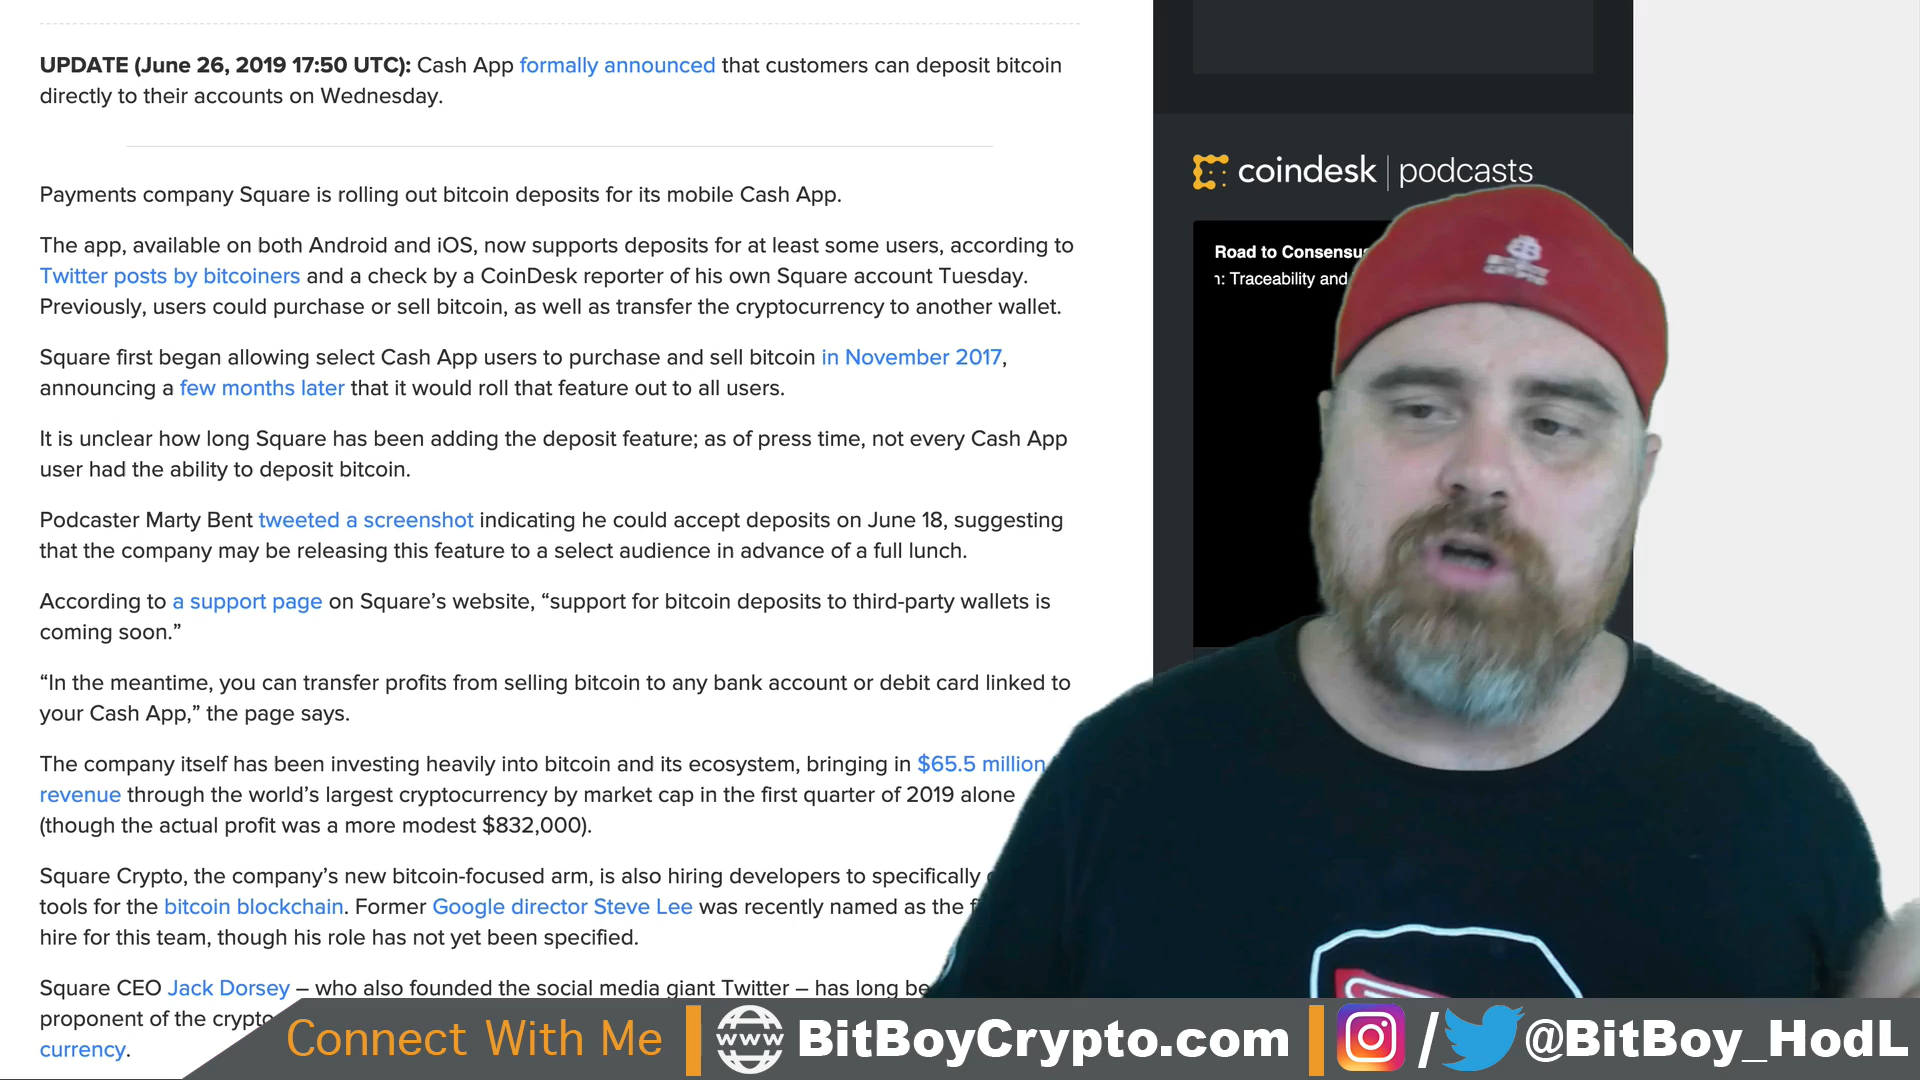 UPDATE (June 26, 2019 17:50 UTC): Cash App formally announced that customers can deposit bitcoin
directly to their accounts on Wednesday.
Payments company Square is rolling out bitcoin deposits for its mobile Cash App.
The app, available on both Android and iOS, now supports deposits for at least some users, according to
Twitter posts by bitcoiners and a check by a CoinDesk reporter of his own Square account Tuesday.
Previously, users could purchase or sell bitcoin, as well as transfer the cryptocurrency to another wallet.
Square first began allowing select Cash App users to purchase and sell bitcoin in November 2017,
announcing a few months later that it would roll that feature out to all users.
It is unclear how long Square has been adding the deposit feature; as of press time, not every Cash App
user had the ability to deposit bitcoin.
Podcaster Marty Bent tweeted a screenshot indicating he could accept deposits on June 18, suggesting
that the company may be releasing this feature to a select audience in advance of a full lunch.
According to a support page on Square’s website, “support for bitcoin deposits to third-party wallets is
coming soon.”
“In the meantime, you can transfer profits from selling bitcoin to any bank account or debit card linked to
your Cash App,” the page says.
The company itself has been investing heavily into bitcoin and its ecosystem, bringing in $65.5 million
revenue through the world’s largest cryptocurrency by market cap in the first quarter of 2019 alone
(though the actual profit was a more modest $832,000).
Square Crypto, the company’s new bitcoin-focused arm, is also hiring developers to specifically
tools for the bitcoin blockchain. Former Google director Steve Lee was recently named as the
hire for this team, though his role has not yet been specified.
Square CEO Jack Dorsey – who also founded the social media giant Twitter – has long
proponent of the
currency.
coindesk | podcasts
Road to
Traceability and
Connect With Me
www
BitBoyCrypto.com
/
@BitBoy_HodL